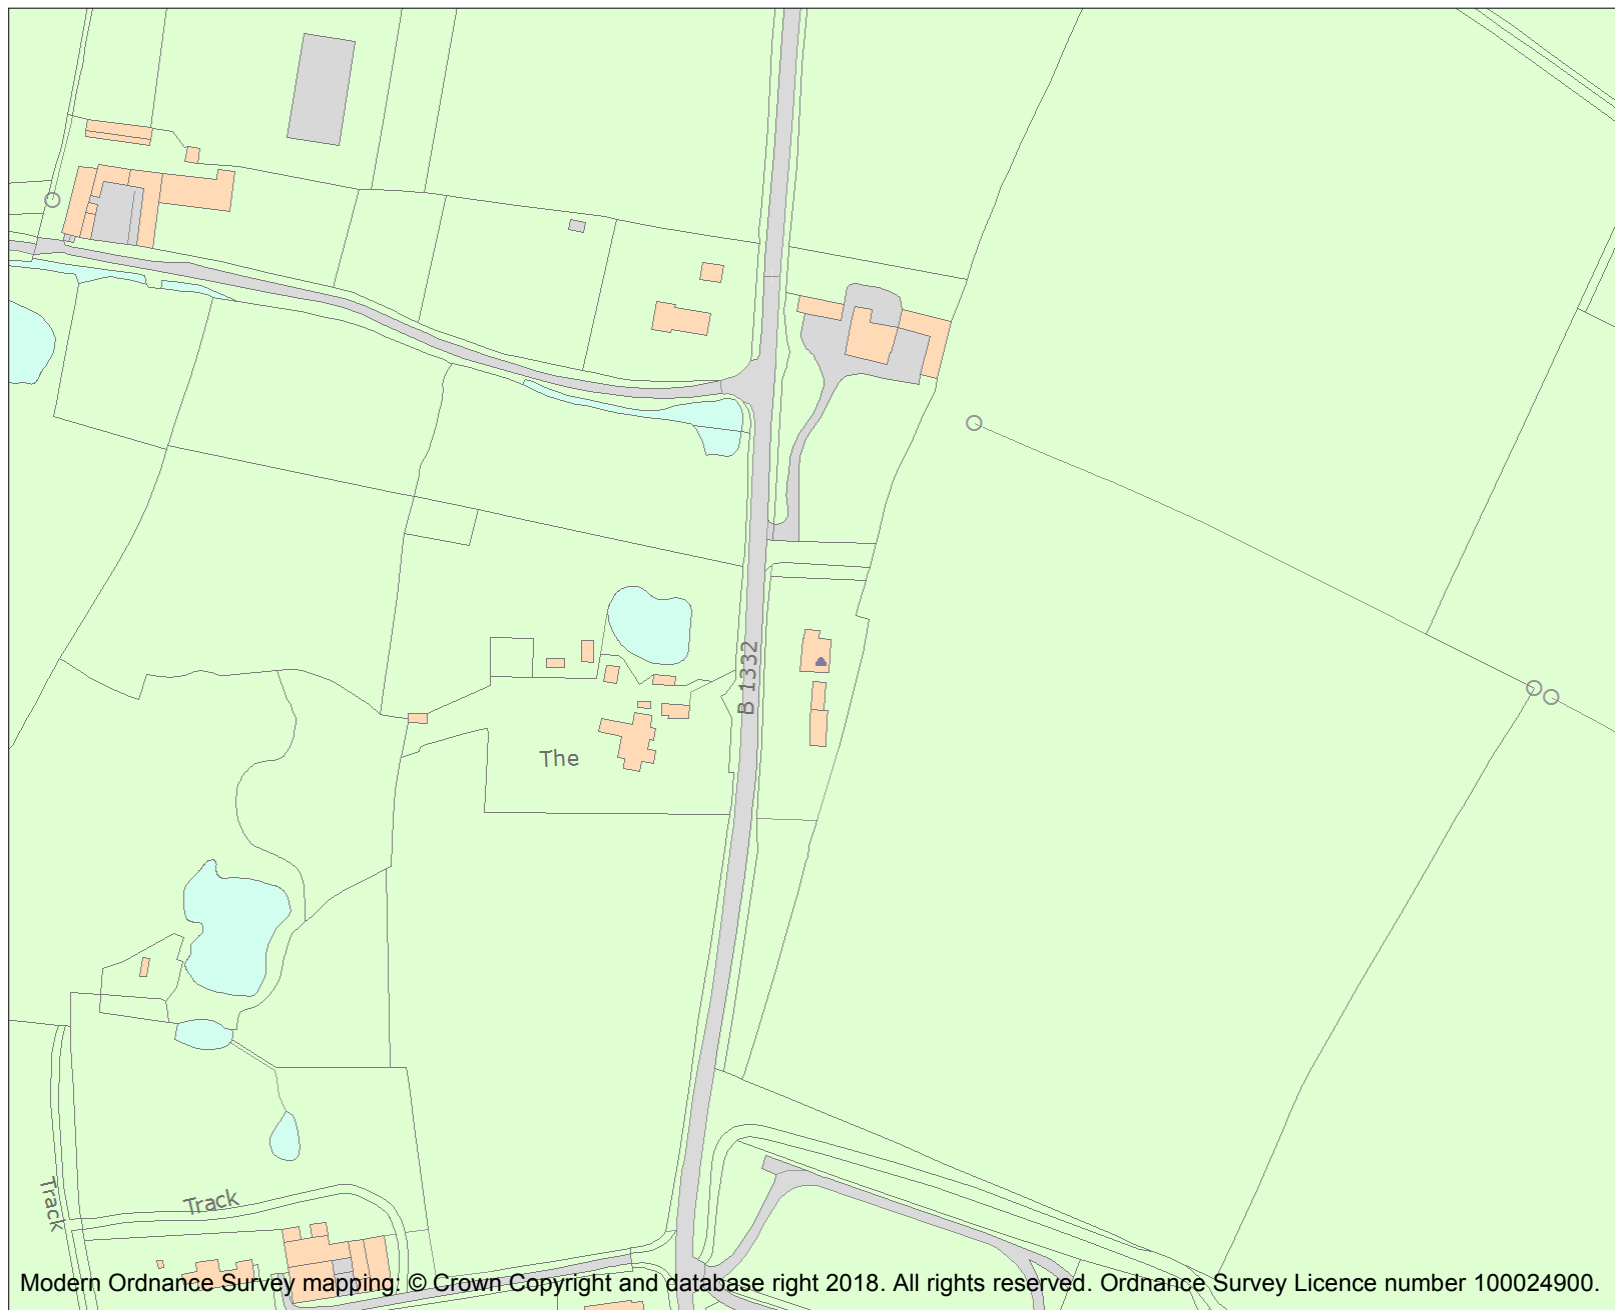 B 1332
The
Track
Track
Modern Ordnance Survey mapping: © Crown Copyright and database right 2018. All rights reserved. Ordnance Survey Licence number 100024900.